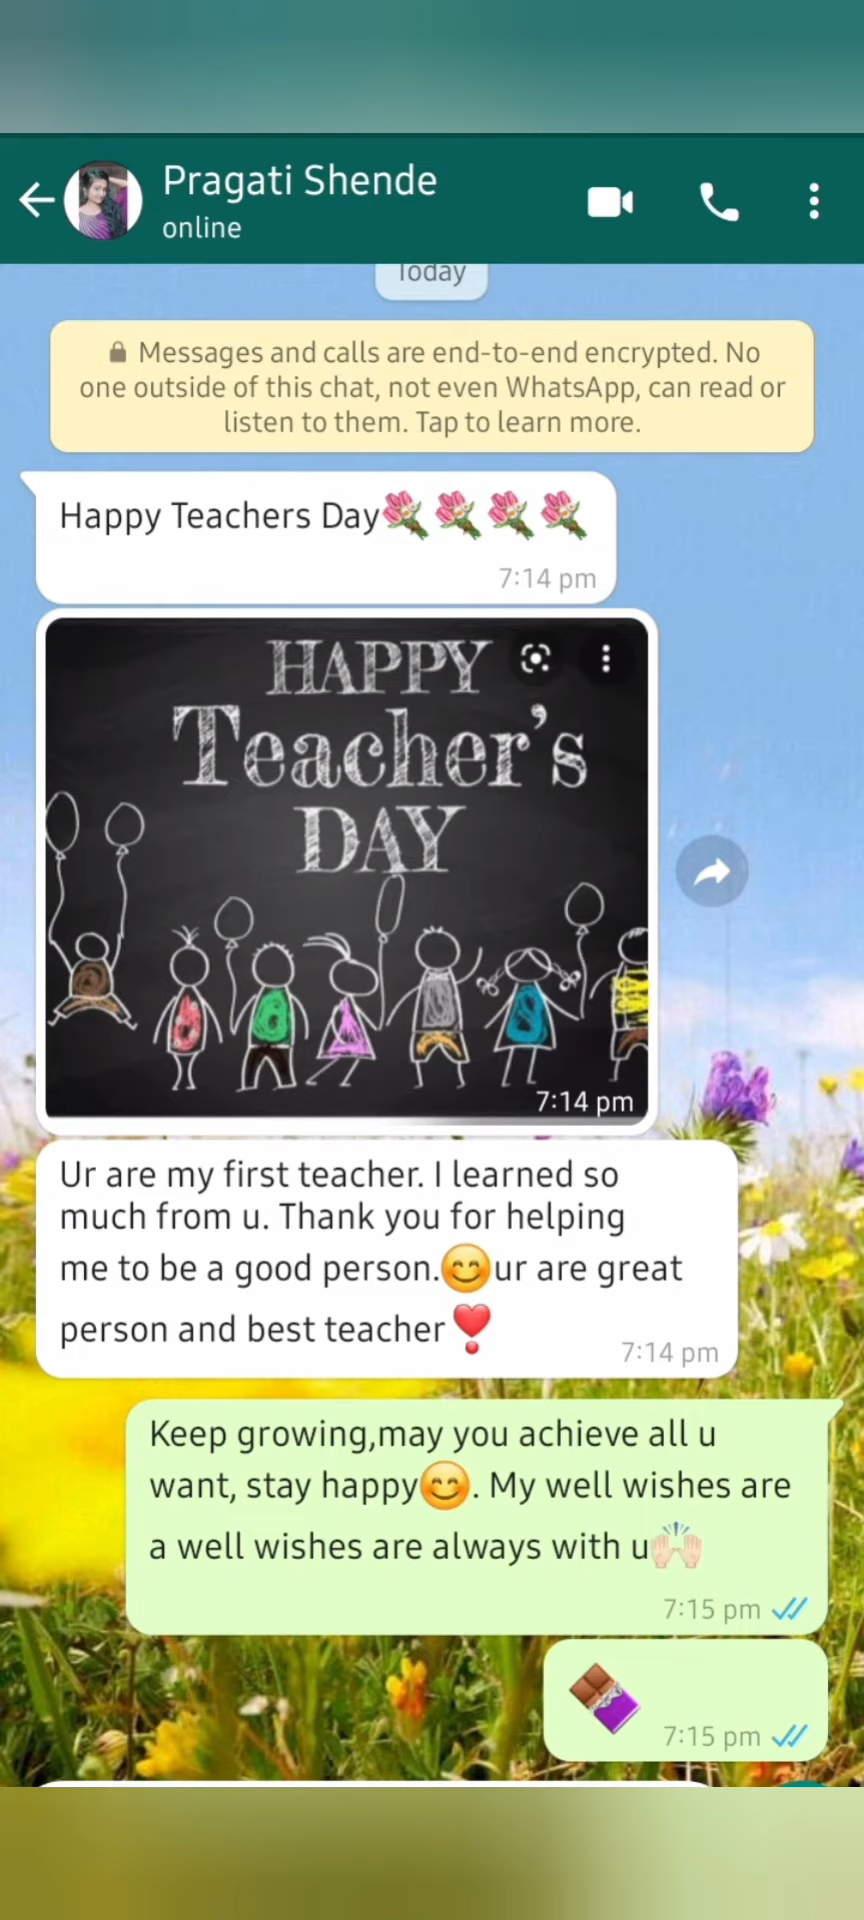 Pragati Shende
online
Today
Messages and calls are end-to-end encrypted. No
one outside of this chat, not even WhatsApp, can read or
listen to them. Tap to learn more.
Happy Teachers Day💐💐💐💐
7:14 pm
HAPPY
Teacher's
DAY
7:14 pm
Ur are my first teacher. I learned so
much from u. Thank you for helping
me to be a good person.😊ur are great
person and best teacher❣️
7:14 pm
Keep growing,may you achieve all u
want, stay happy😊. My well wishes are
a well wishes are always with u🙌🏻
7:15 pm
🍫
7:15 pm